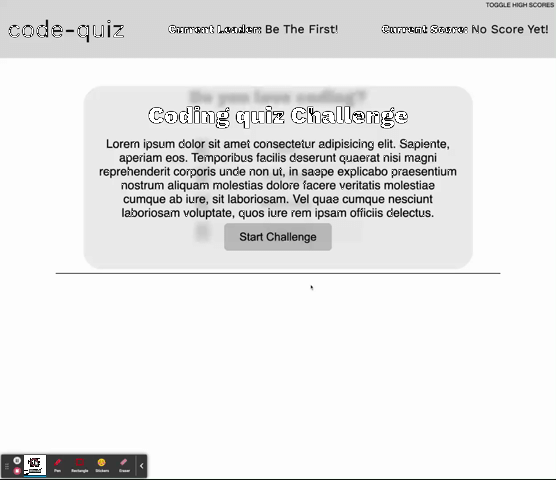 TOGGLE HIGH SCORES
code-quiz
Current Leader: Be The First!
Current Score: No Score Yet!
Do you love coding?
Coding quiz Challenge
Lorem ipsum dolor sit amet consectetur adipisicing elit. Sapiente,
aperiam eos. Temporibus facilis deserunt quaerat nisi magni
reprehenderit corporis unde non ut, in saepe explicabo praesentium
nostrum aliquam molestias dolore facere veritatis molestiae
cumque ab iure, sit laboriosam. Vel quae cumque nesciunt
laboriosam voluptate, quos iure rem ipsam officiis delectus.
Start Challenge
Pen
Rectangle
Stickers
Eraser